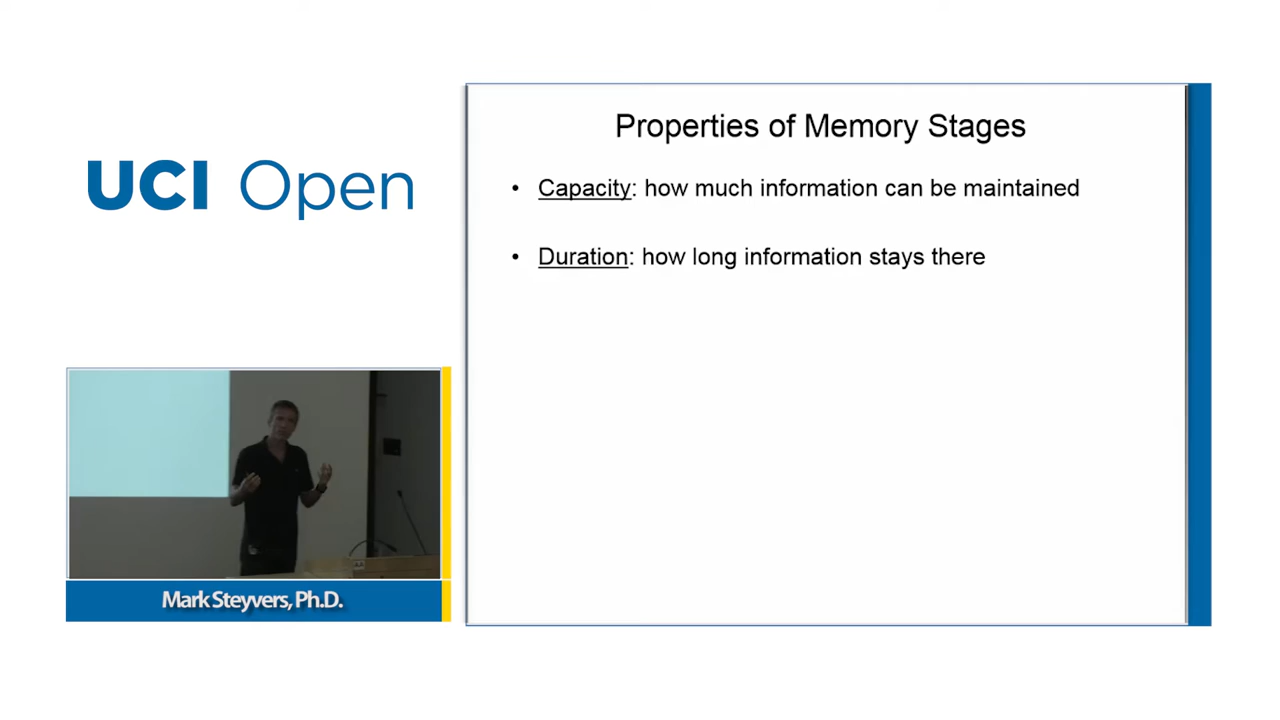 UCI Open
Properties of Memory Stages
• Capacity: how much information can be maintained
• Duration: how long information stays there
Mark Steyvers, Ph.D.